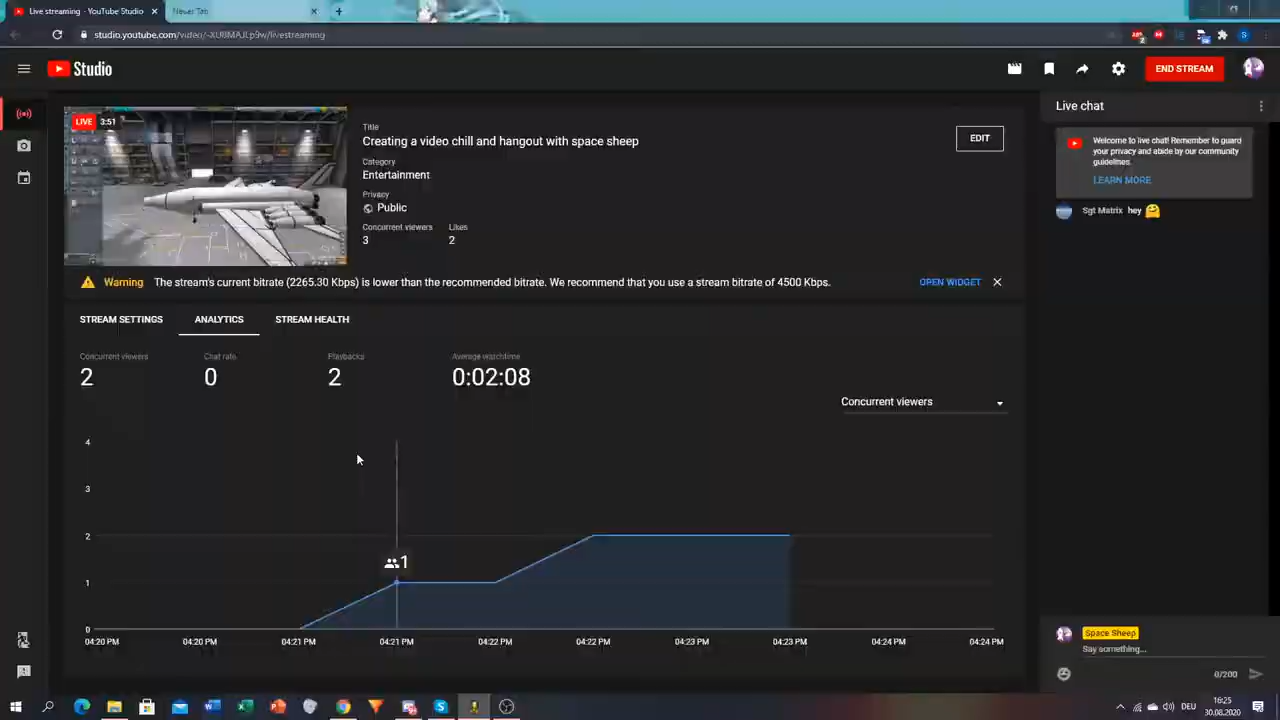 Live streaming - YouTube Studio
Newer Tab
studio.youtube.com/video/-XU8MAJLp9w/livestreaming
Studio
END STREAM
LIVE 3:51
Title
Creating a video chill and hangout with space sheep
Category
Entertainment
Privacy
Public
Concurrent viewers Likes
3 2
EDIT
Warning The stream's current bitrate (2265.30 Kbps) is lower than the recommended bitrate. We recommend that you use a stream bitrate of 4500 Kbps.
OPEN WIDGET
STREAM SETTINGS ANALYTICS STREAM HEALTH
Concurrent viewers Chat rate Playbacks Average watchtime
2 0 2 0:02:08
Concurrent viewers
4
3
2
1
0
1
04:20 PM 04:20 PM 04:21 PM 04:21 PM 04:22 PM 04:22 PM 04:23 PM 04:23 PM 04:24 PM 04:24 PM
Live chat
Welcome to live chat! Remember to guard
your privacy and abide by our community
guidelines.
LEARN MORE
Sgt Matrix hey 🤗
Space Sheep
Say something...
0/200
DEU
16:25
30.08.2020